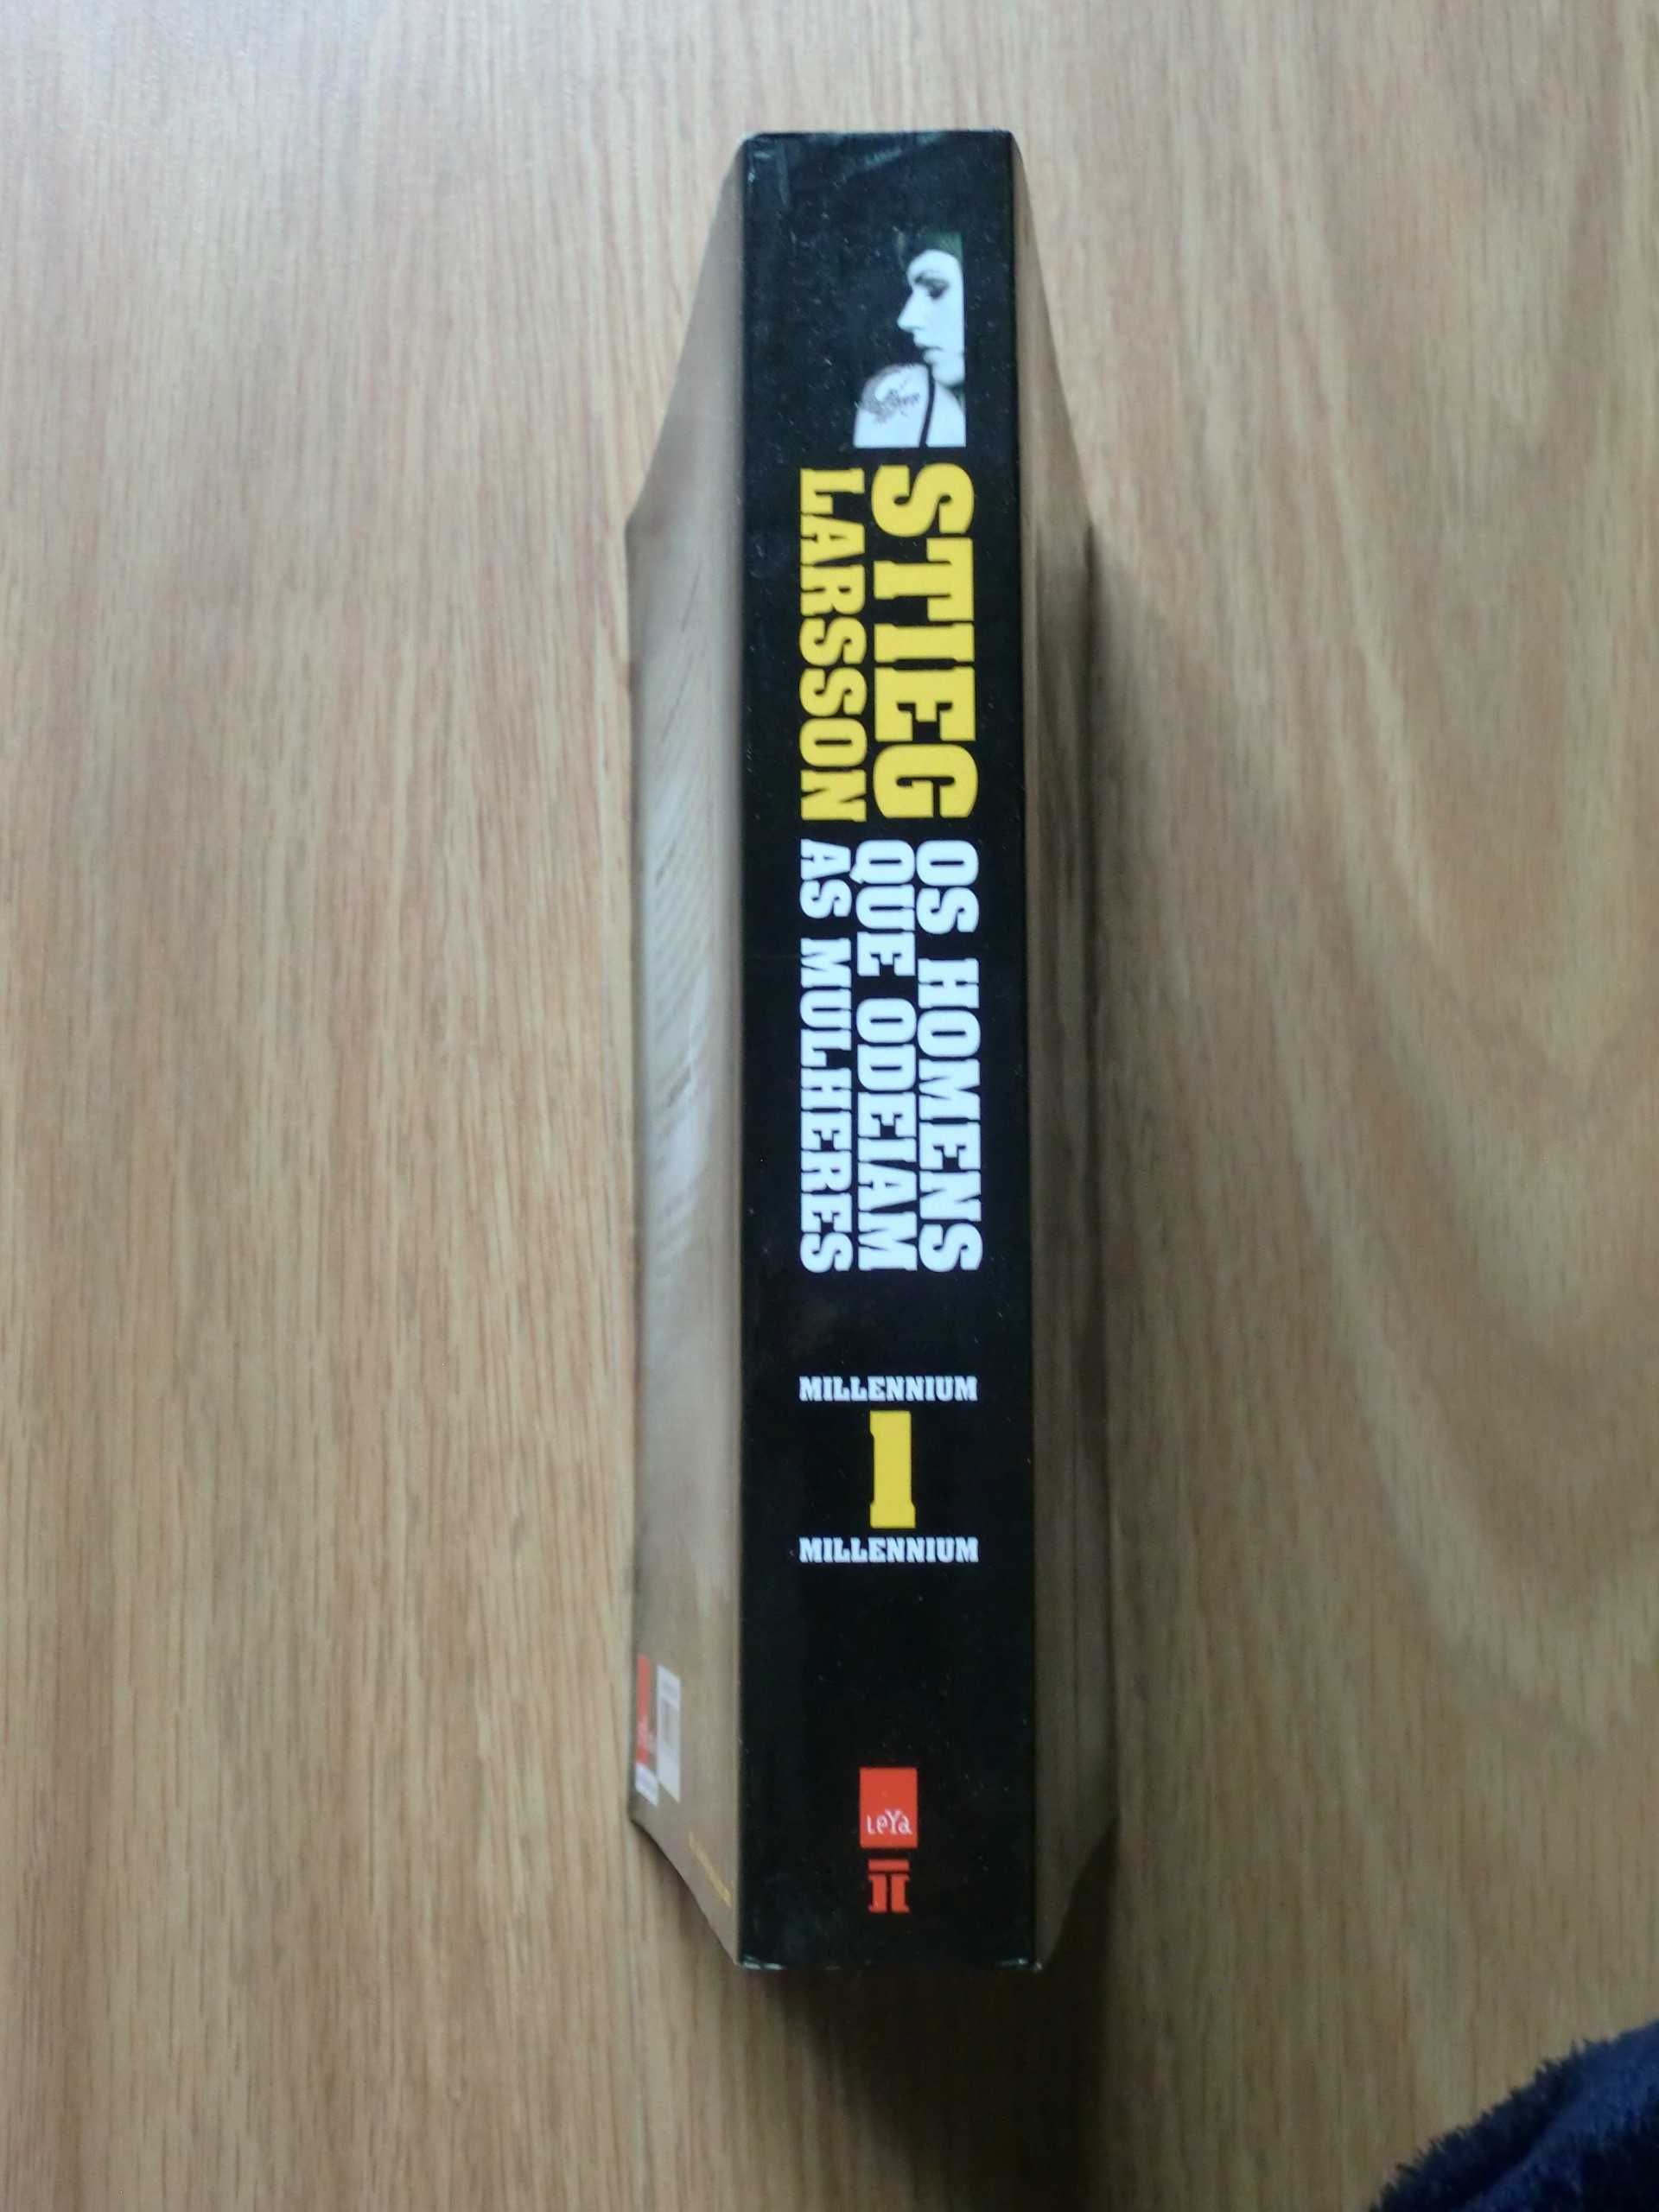 STIEG
LARSSON
OS HOMENS
QUE ODEIAM
AS MULHERES
MILLENNIUM
1
MILLENNIUM
LeYa